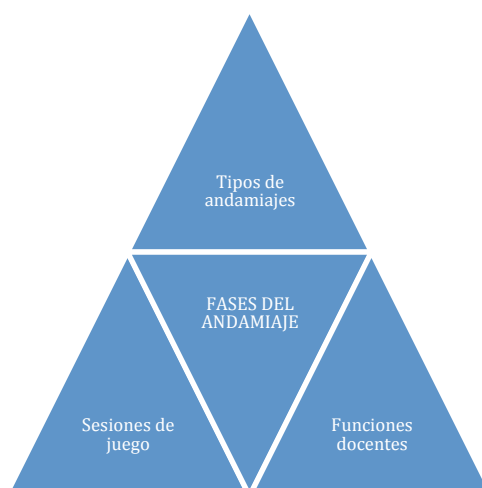 Tipos de
andamiajes
FASES DEL
ANDAMIAJE
Sesiones de
juego
Funciones
docentes